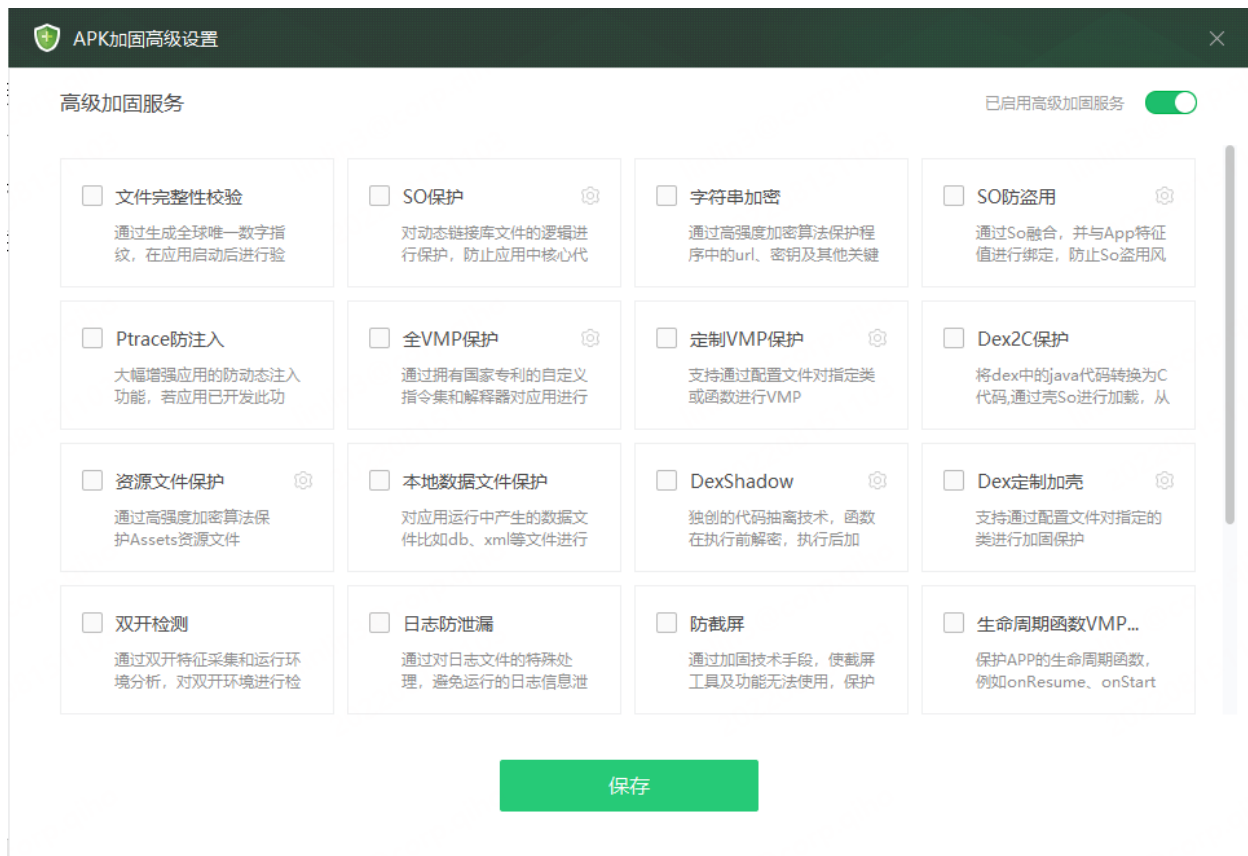 APK加固高级设置
高级加固服务
已启用高级加固服务
文件完整性校验
通过生成全球唯一数字指
纹，在应用启动后进行验
SO保护
对动态链接库文件的逻辑进
行保护，防止应用中核心代
字符串加密
通过高强度加密算法保护程
序中的url、密钥及其他关键
SO防盗用
通过So融合，并与App特征
值进行绑定，防止So盗用风
Ptrace防注入
大幅增强应用的防动态注入
功能，若应用已开发此功
全VMP保护
通过拥有国家专利的自定义
指令集和解释器对应用进行
定制VMP保护
支持通过配置文件对指定类
或函数进行VMP
Dex2C保护
将dex中的java代码转换为C
代码,通过壳So进行加载，从
资源文件保护
通过高强度加密算法保
护Assets资源文件
本地数据文件保护
对应用运行中产生的数据文
件比如db、xml等文件进行
DexShadow
独创的代码抽离技术，函数
在执行前解密，执行后加
Dex定制加壳
支持通过配置文件对指定的
类进行加固保护
双开检测
通过双开特征采集和运行环
境分析，对双开环境进行检
日志防泄漏
通过对日志文件的特殊处
理，避免运行的日志信息泄
防截屏
通过加固技术手段，使截屏
工具及功能无法使用，保护
生命周期函数VMP...
保护APP的生命周期函数，
例如onResume、onStart
保存